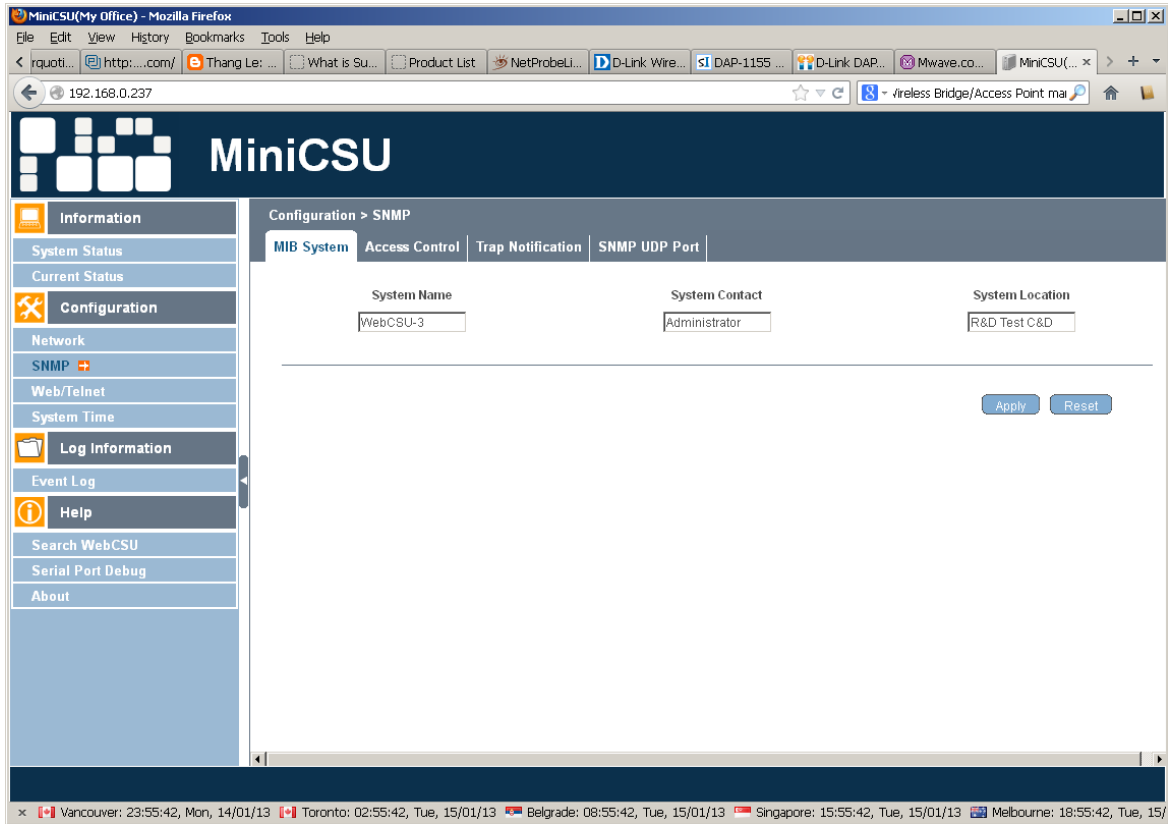 MiniCSU(My Office) - Mozilla Firefox
File Edit View History Bookmarks Tools Help
rquoti... http:....com/ Thang Le: ... What is Su... Product List NetProbeLi... D-Link Wire... DAP-1155 ... D-Link DAP... Mwave.co... MiniCSU(...
192.168.0.237 Wireless Bridge/Access Point mai
MiniCSU
Information
System Status
Current Status
Configuration
Network
SNMP
Web/Telnet
System Time
Log Information
Event Log
Help
Search WebCSU
Serial Port Debug
About
Configuration > SNMP
MIB System Access Control Trap Notification SNMP UDP Port
System Name System Contact System Location
WebCSU-3 Administrator R&D Test C&D
Apply Reset
Vancouver: 23:55:42, Mon, 14/01/13 Toronto: 02:55:42, Tue, 15/01/13 Belgrade: 08:55:42, Tue, 15/01/13 Singapore: 15:55:42, Tue, 15/01/13 Melbourne: 18:55:42, Tue, 15/